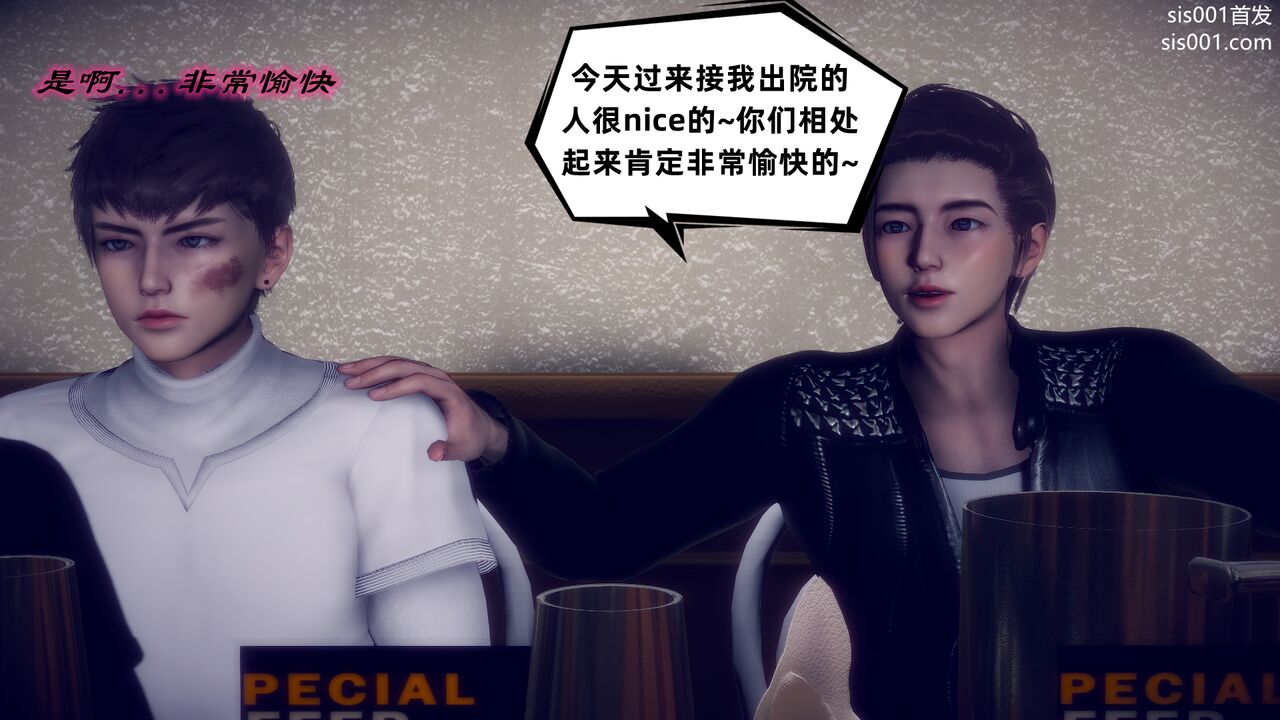 sis001首发
sis001.com
是啊...非常愉快
今天过来接我出院的
人很nice的~你们相处
起来肯定非常愉快的~
PECIAL
PECIAL